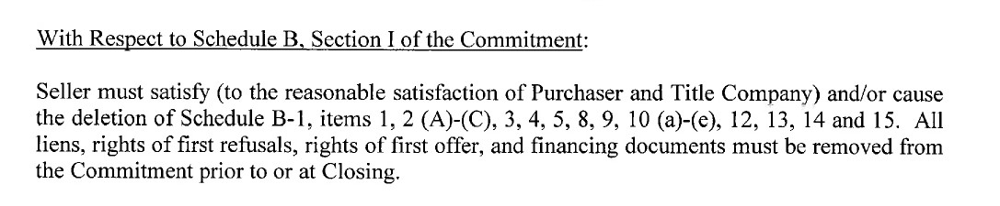 With Respect to Schedule B, Section I of the Commitment:
Seller must satisfy (to the reasonable satisfaction of Purchaser and Title Company) and/or cause
the deletion of Schedule B-1, items 1, 2 (A)-(C), 3, 4, 5, 8, 9, 10 (a)-(e), 12, 13, 14 and 15. All
liens, rights of first refusals, rights of first offer, and financing documents must be removed from
the Commitment prior to or at Closing.